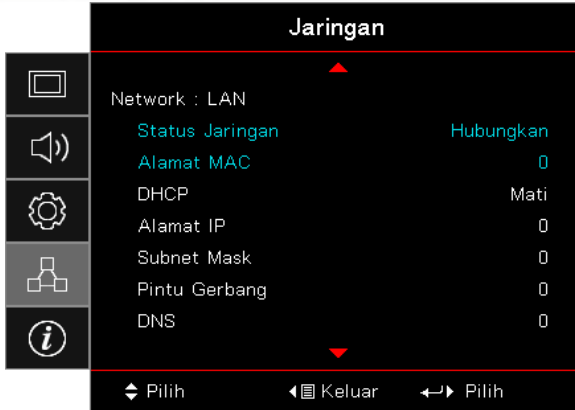 Jaringan
Network : LAN
Status Jaringan Hubungkan
Alamat MAC 0
DHCP Mati
Alamat IP 0
Subnet Mask 0
Pintu Gerbang 0
DNS 0
Pilih Keluar Pilih